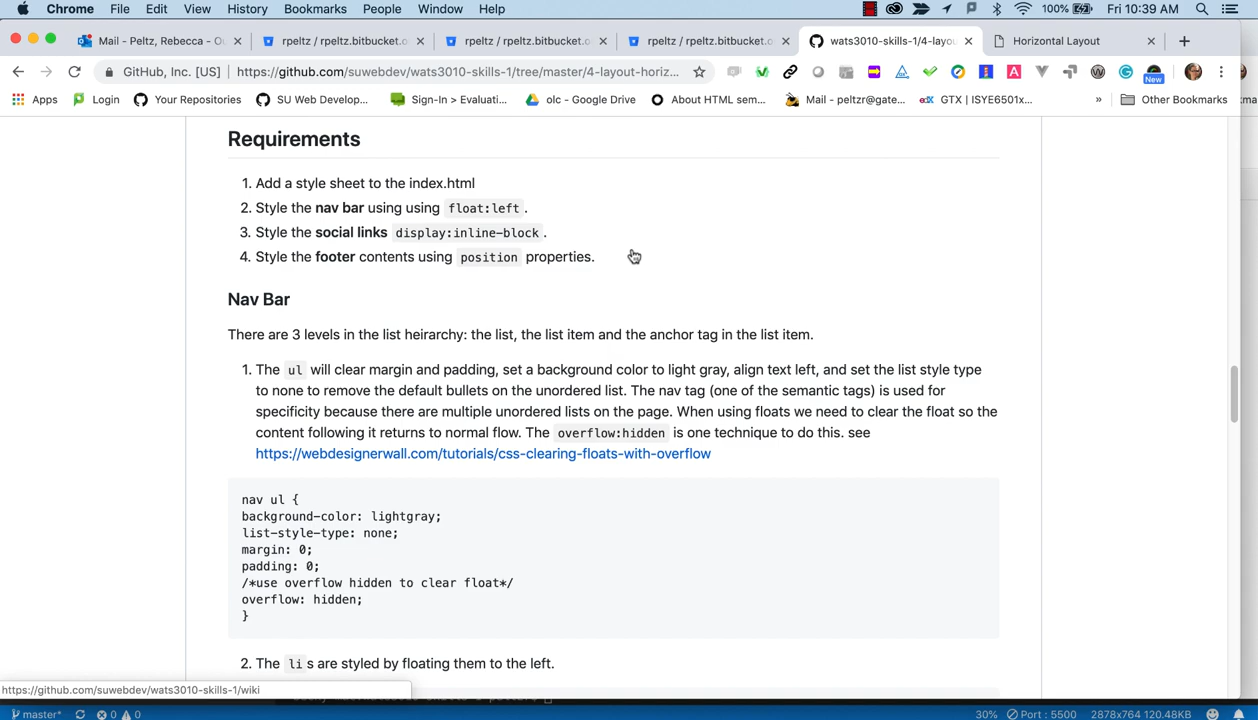 Chrome File Edit View History Bookmarks People Window Help 100% Fri 10:39 AM
Mail - Peltz, Rebecca - Ou rpeltz / rpeltz.bitbucket.o rpeltz / rpeltz.bitbucket.o rpeltz / rpeltz.bitbucket.o wats3010-skills-1/4-layou Horizontal Layout
GitHub, Inc. [US] https://github.com/suwebdev/wats3010-skills-1/tree/master/4-layout-horiz... New
Apps Login Your Repositories SU Web Develop... Sign-In > Evaluati... olc - Google Drive About HTML sem... Mail - peltzr@gate... GTX | ISYE6501x... » Other Bookmarks
Requirements
1. Add a style sheet to the index.html
2. Style the nav bar using using float:left .
3. Style the social links display:inline-block .
4. Style the footer contents using position properties.
Nav Bar
There are 3 levels in the list heirarchy: the list, the list item and the anchor tag in the list item.
1. The ul will clear margin and padding, set a background color to light gray, align text left, and set the list style type
to none to remove the default bullets on the unordered list. The nav tag (one of the semantic tags) is used for
specificity because there are multiple unordered lists on the page. When using floats we need to clear the float so the
content following it returns to normal flow. The overflow:hidden is one technique to do this. see
https://webdesignerwall.com/tutorials/css-clearing-floats-with-overflow
nav ul {
background-color: lightgray;
list-style-type: none;
margin: 0;
padding: 0;
/*use overflow hidden to clear float*/
overflow: hidden;
}
2. The li s are styled by floating them to the left.
https://github.com/suwebdev/wats3010-skills-1/wiki
master* 0 0 30% Port : 5500 2878x764 120.48KB